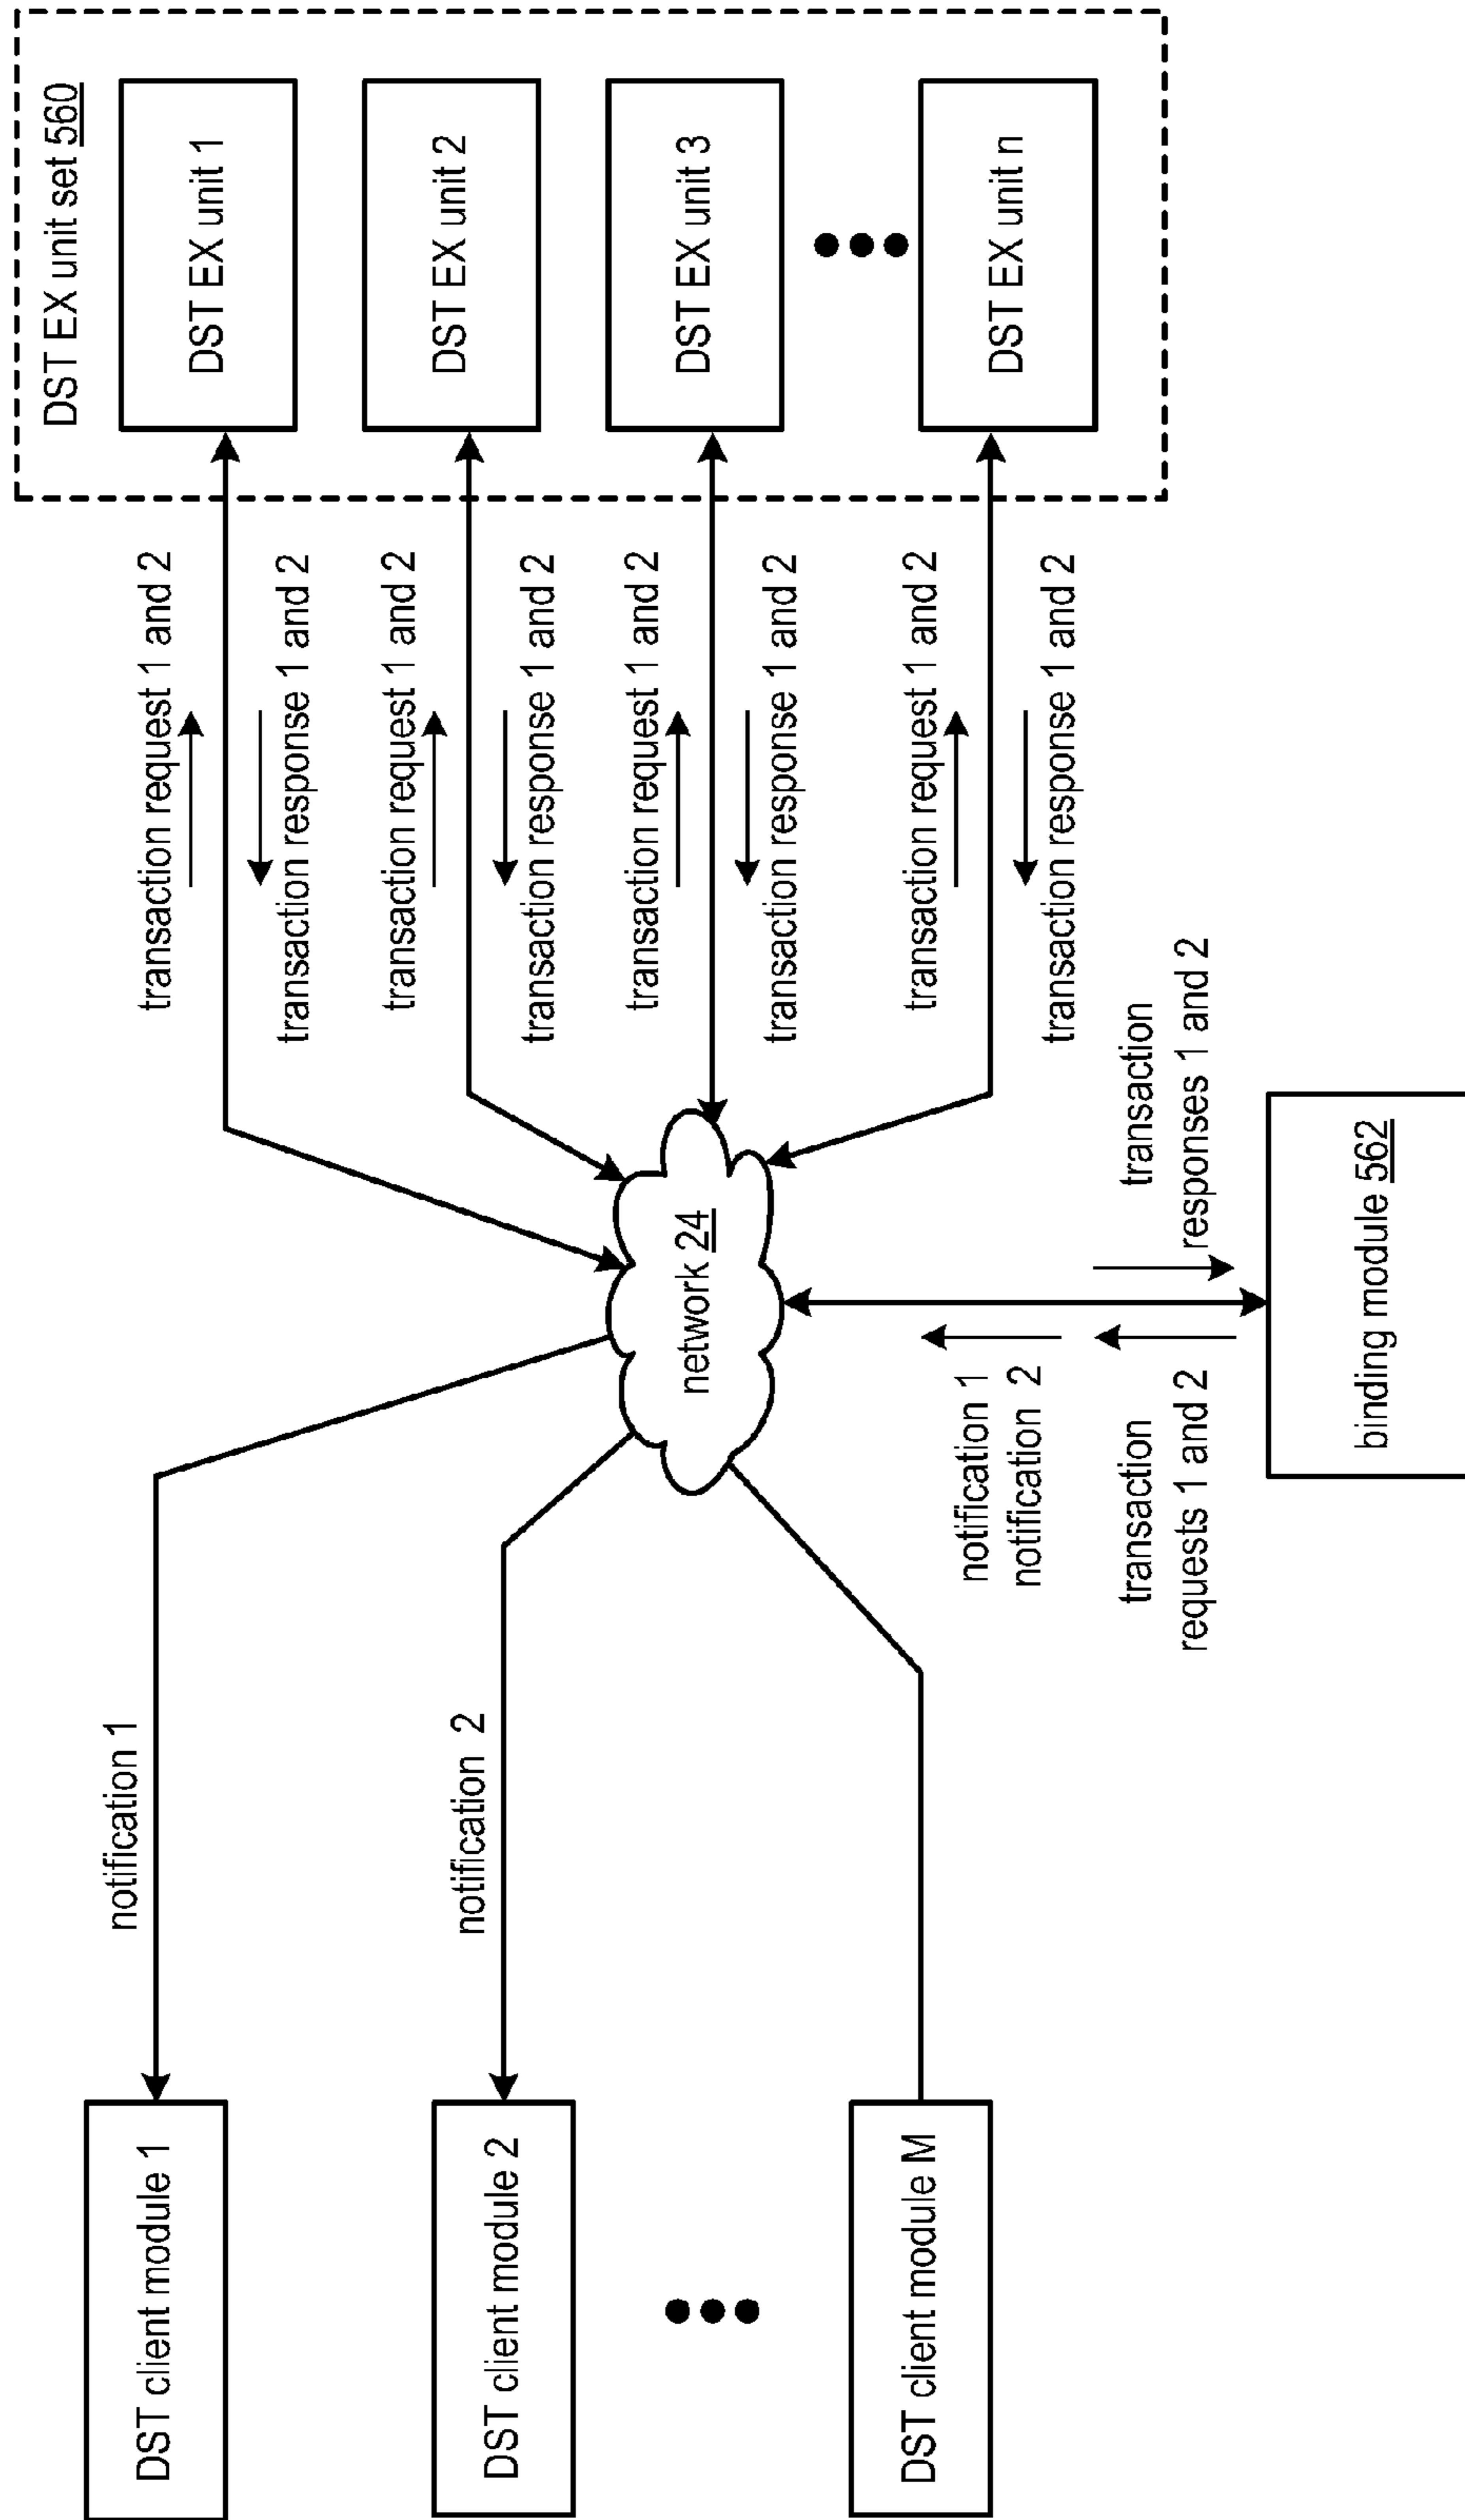 DST EX unit set 560
DST client module 1
notification 1
transaction request 1 and 2
DST EX unit 1
transaction response 1 and 2
DST client module 2
notification 2
transaction request 1 and 2
DST EX unit 2
transaction response 1 and 2
network 24
transaction request 1 and 2
DST EX unit 3
transaction response 1 and 2
DST client module M
transaction request 1 and 2
DST EX unit n
transaction response 1 and 2
notification 1
notification 2
transaction
requests 1 and 2
transaction
responses 1 and 2
binding module 562